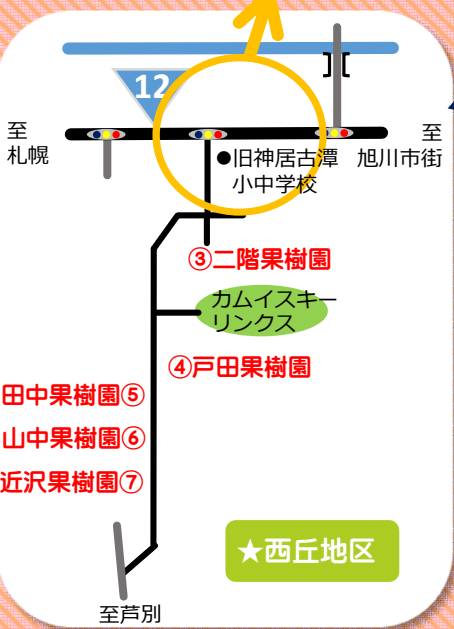 12
至
札幌
至
旭川市街
●旧神居古潭
小中学校
③二階果樹園
カムイスキー
リンクス
④戸田果樹園
田中果樹園⑤
山中果樹園⑥
近沢果樹園⑦
★西丘地区
至芦別